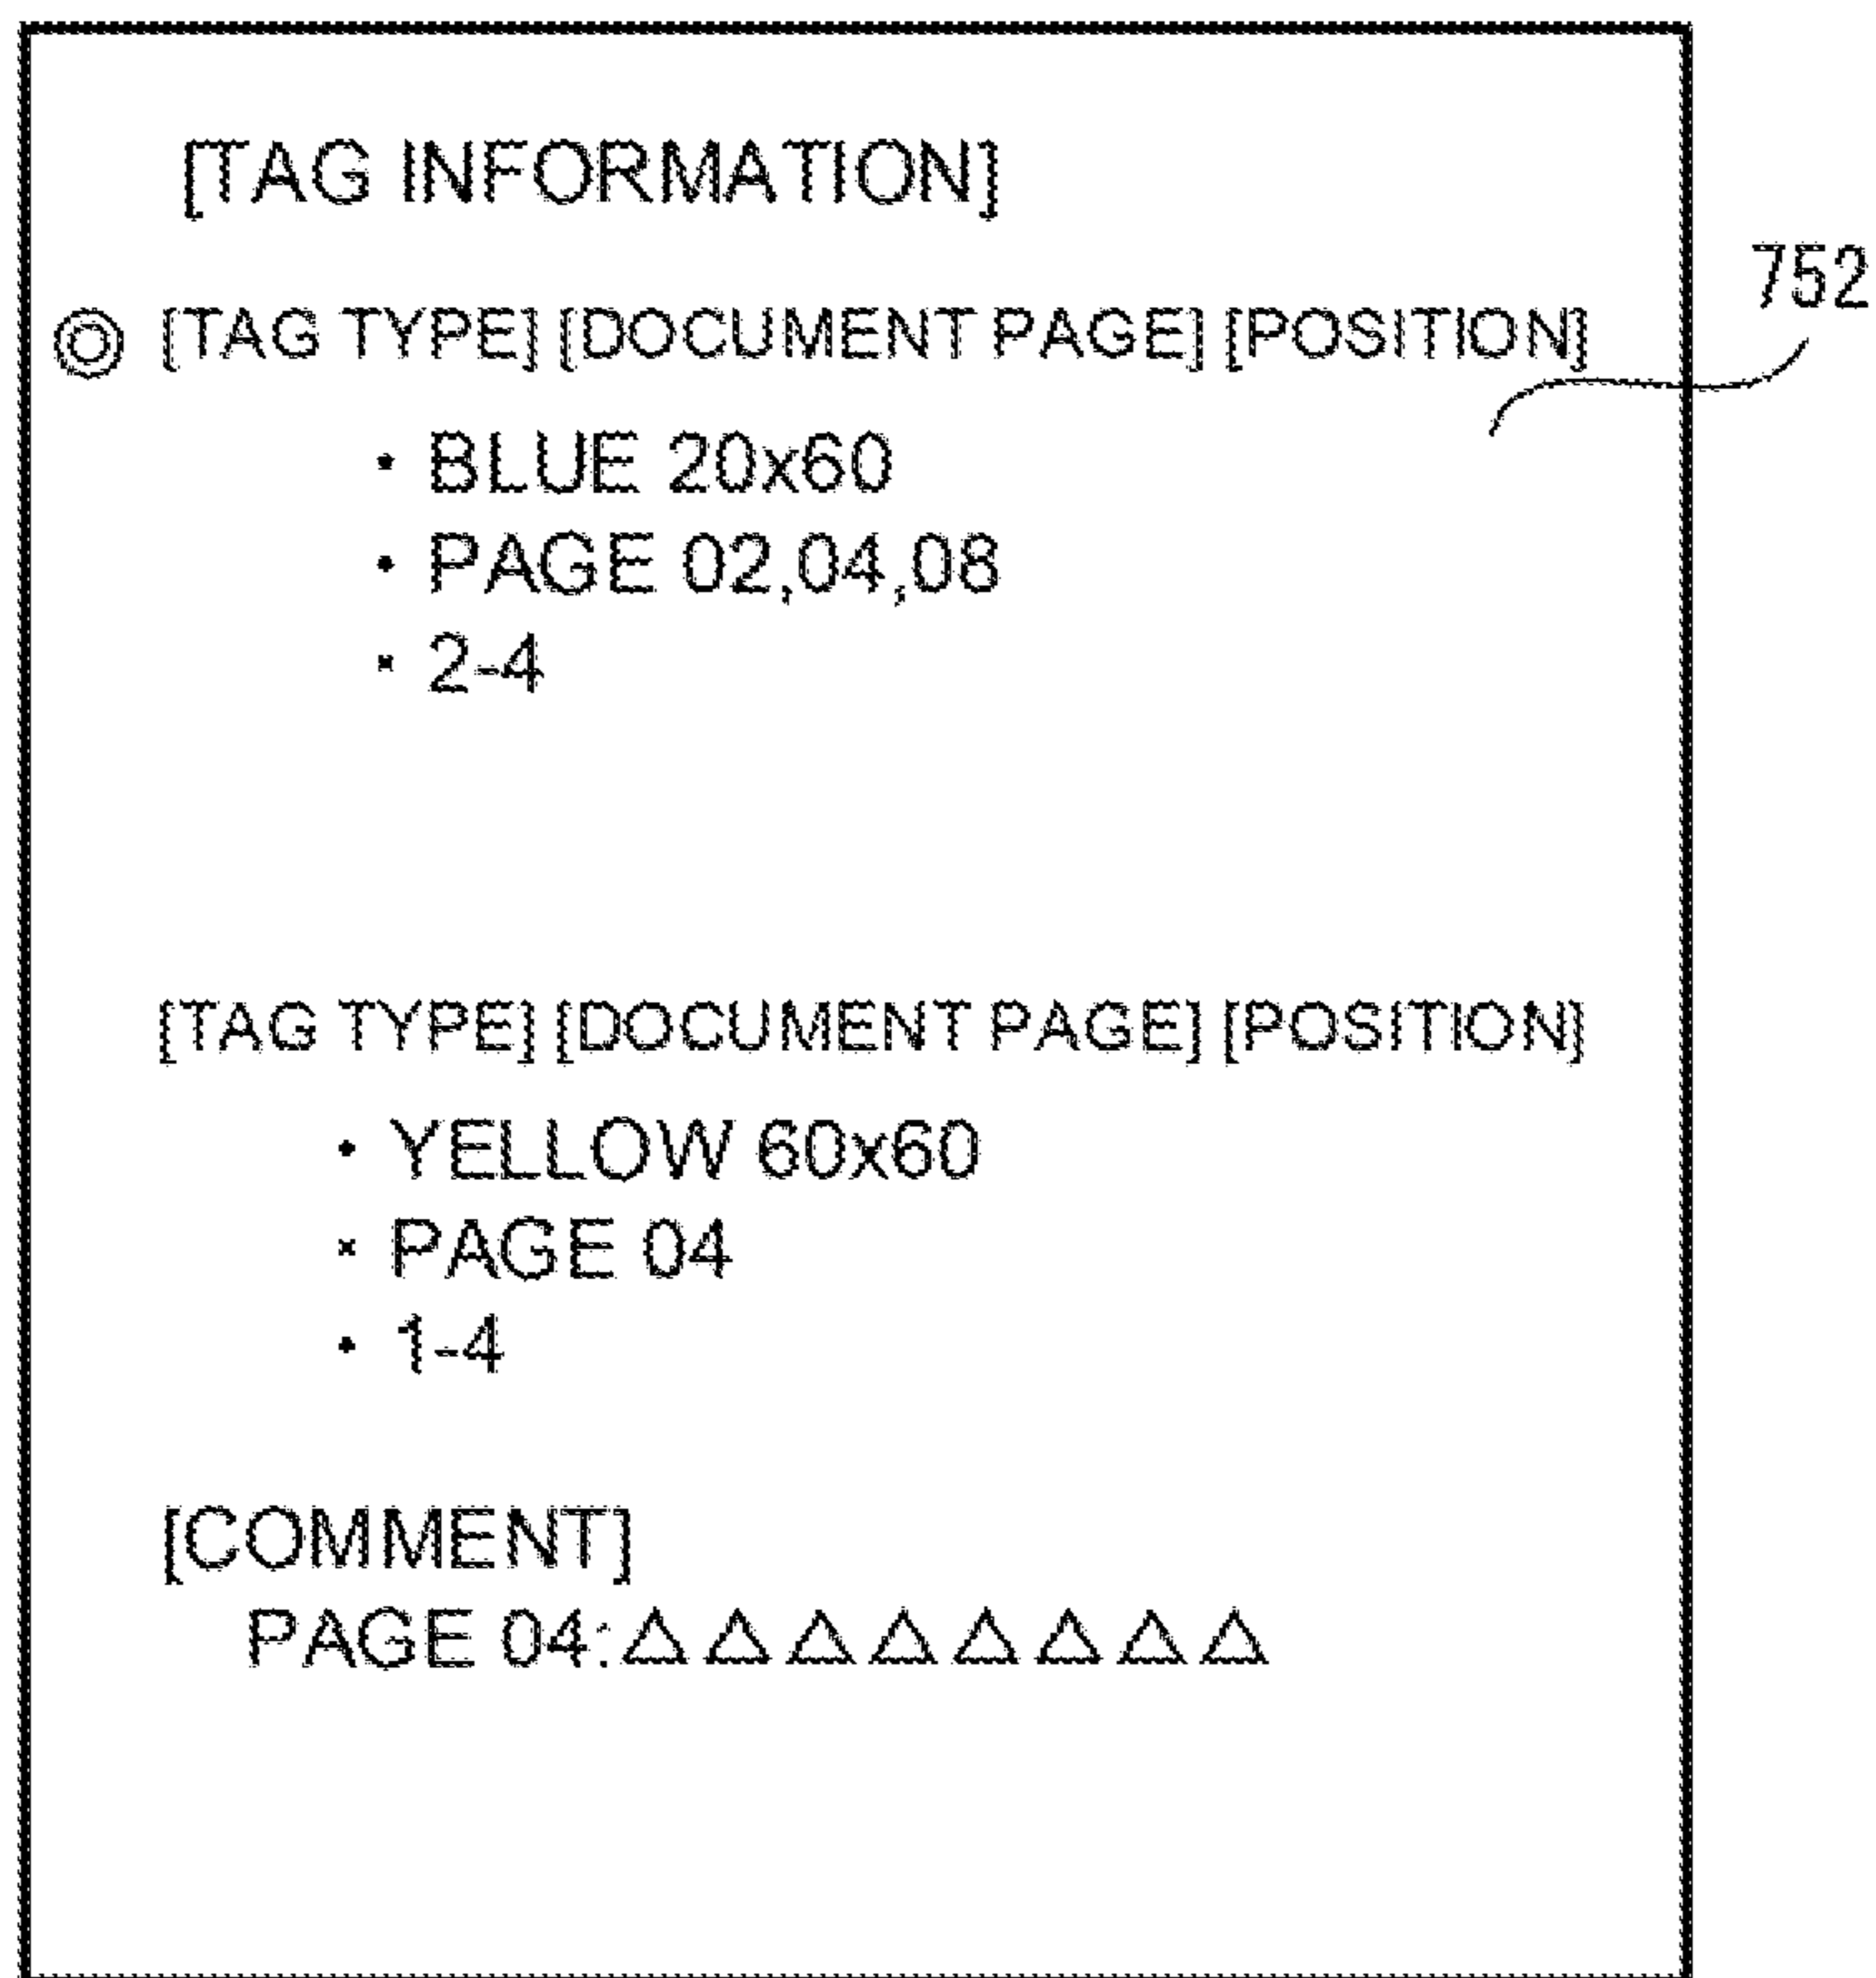 [TAG INFORMATION]
752
◎ [TAG TYPE] [DOCUMENT PAGE] [POSITION]
・ BLUE 20x60
・ PAGE 02,04,08
・ 2-4
[TAG TYPE] [DOCUMENT PAGE] [POSITION]
・ YELLOW 60x60
・ PAGE 04
・ 1-4
[COMMENT]
PAGE 04:△△△△△△△△